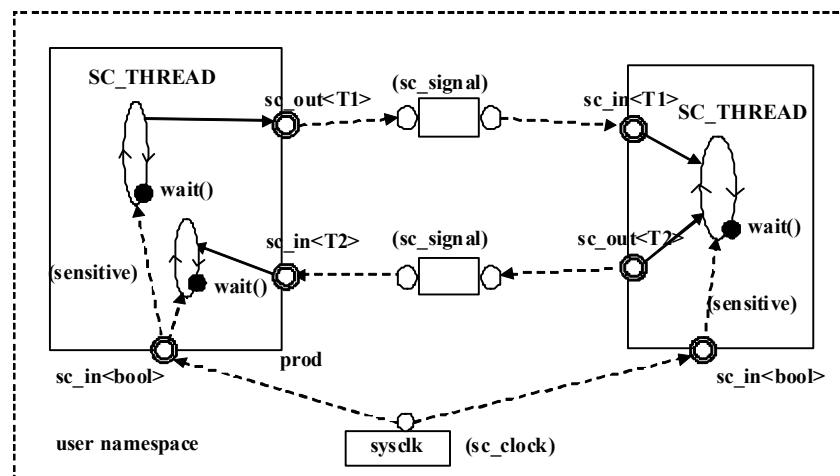 SC_THREAD
(sc_signal)
sc_out<T1>
sc_in<T1>
SC_THREAD
wait()
wait()
sc_in<T2>
(sc_signal)
sc_out<T2>
(sensitive)
wait()
(sensitive)
prod
sc_in<bool>
sc_in<bool>
user namespace
sysclk
(sc_clock)